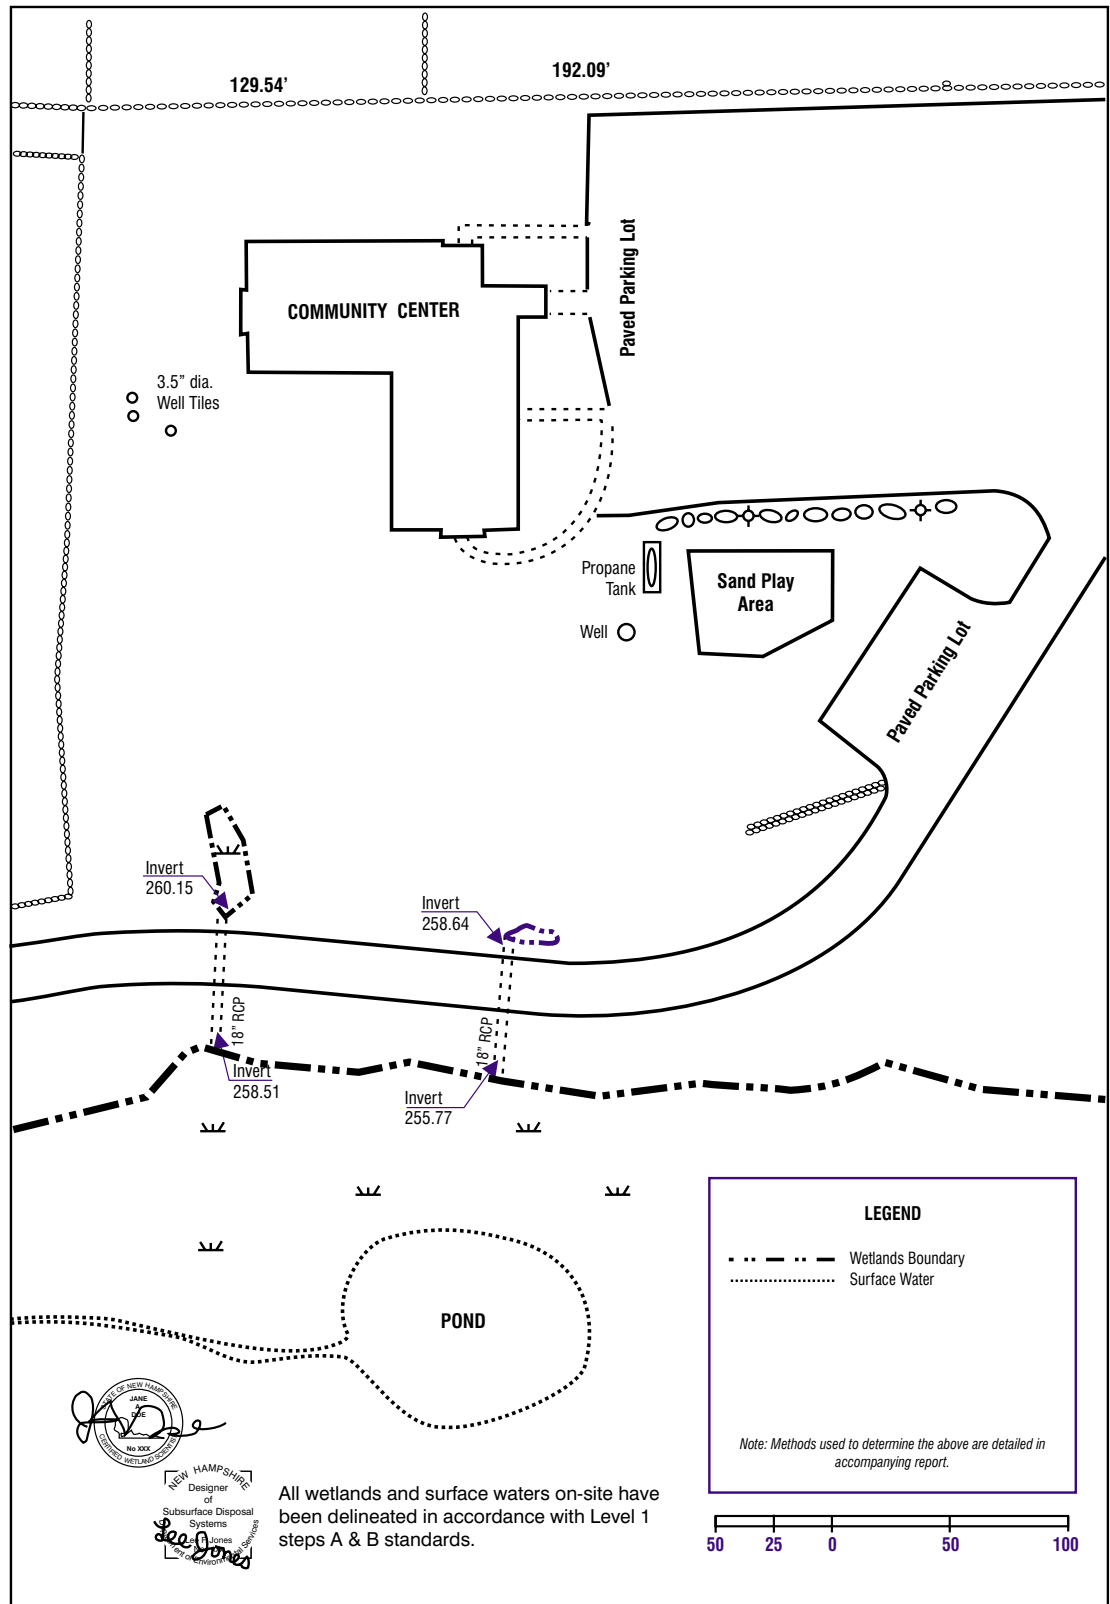 129.54'
192.09'
Paved Parking Lot
COMMUNITY CENTER
3.5" dia.
Well Tiles
Propane
Tank
Sand Play
Area
Well
Paved Parking Lot
Invert
260.15
Invert
258.64
18" RCP
18" RCP
Invert
258.51
Invert
255.77
LEGEND
Wetlands Boundary
Surface Water
POND
Note: Methods used to determine the above are detailed in
accompanying report.
STATE OF NEW HAMPSHIRE
JANE
A
DOE
No XXX
CERTIFIED WETLAND SCIENTIST
NEW HAMPSHIRE
Designer
of
Subsurface Disposal
Systems
Jones
of Environmental Services
Lee Jones
All wetlands and surface waters on-site have
been delineated in accordance with Level 1
steps A & B standards.
50 25 0 50 100